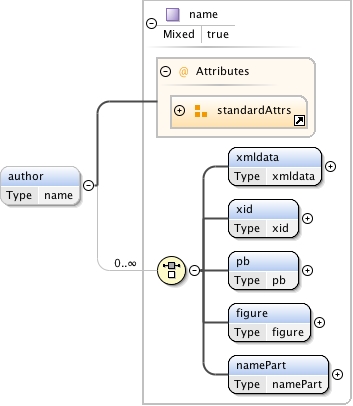 name
Mixed true
@ Attributes
standardAttrs
author
Type name
0..∞
xmldata
Type xmldata
xid
Type xid
pb
Type pb
figure
Type figure
namePart
Type namePart